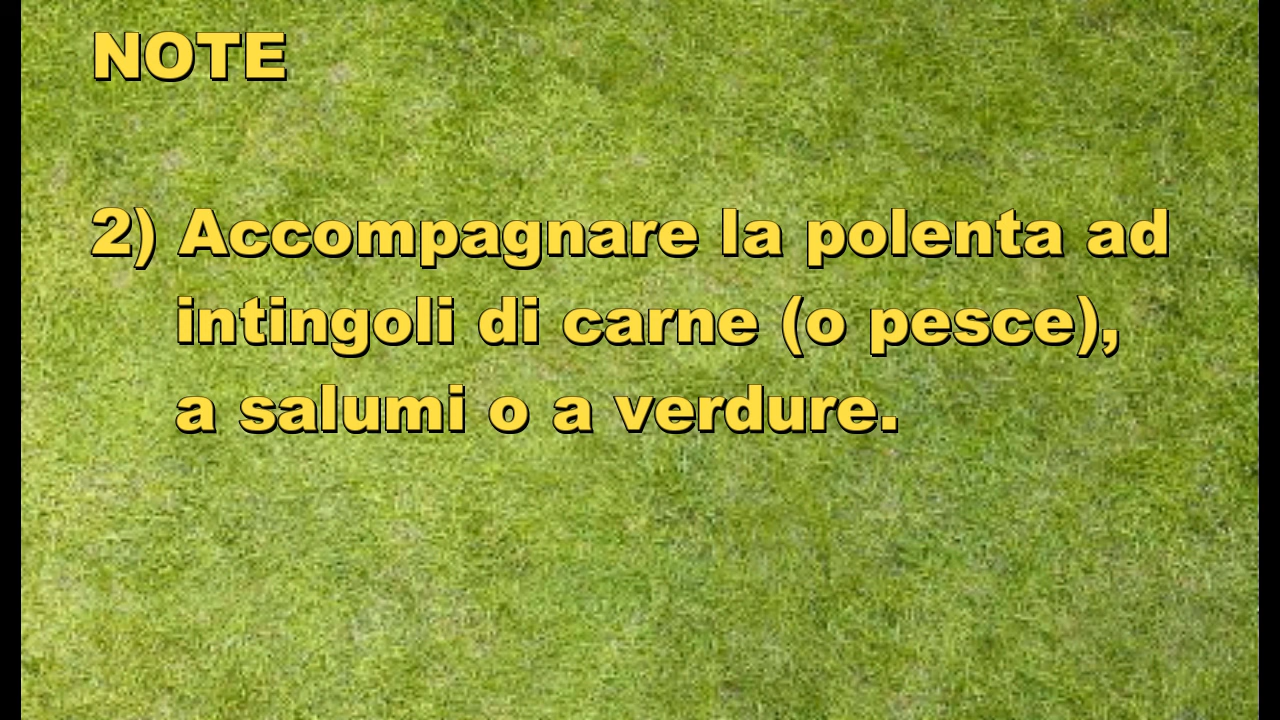 NOTE
2) Accompagnare la polenta ad
intingoli di carne (o pesce),
a salumi o a verdure.